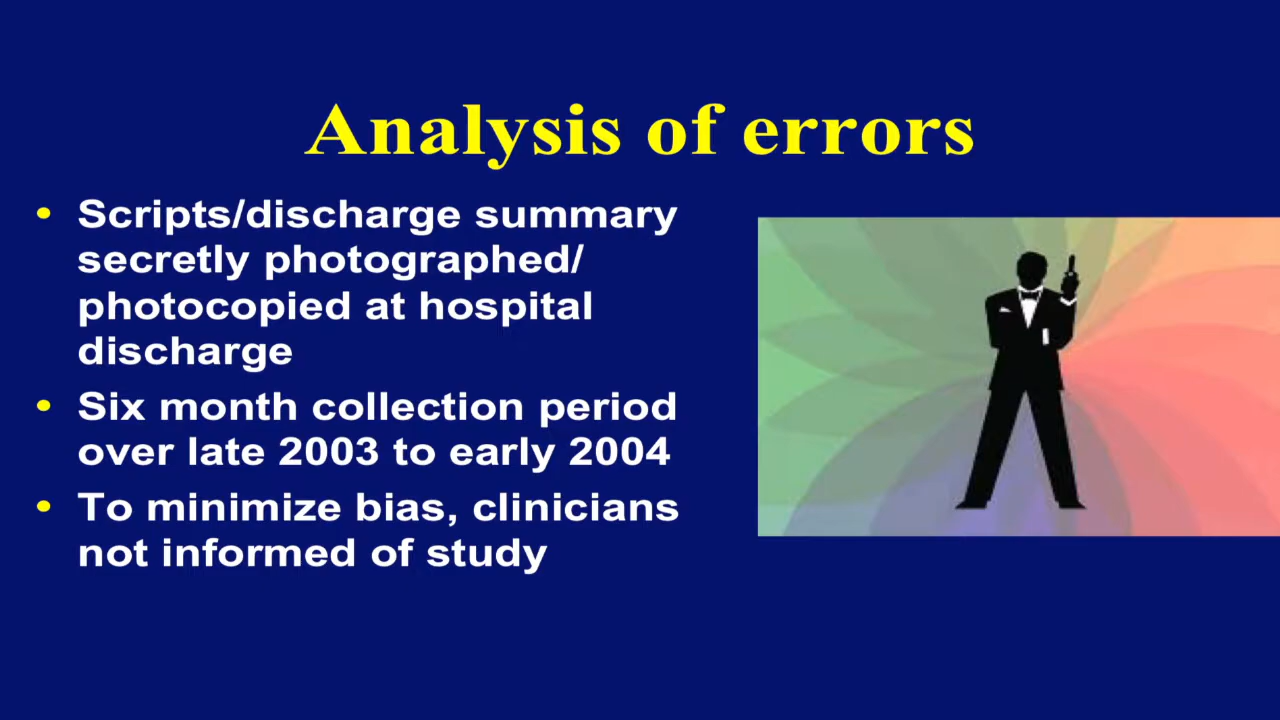 Analysis of errors
• Scripts/discharge summary
secretly photographed/
photocopied at hospital
discharge
• Six month collection period
over late 2003 to early 2004
• To minimize bias, clinicians
not informed of study